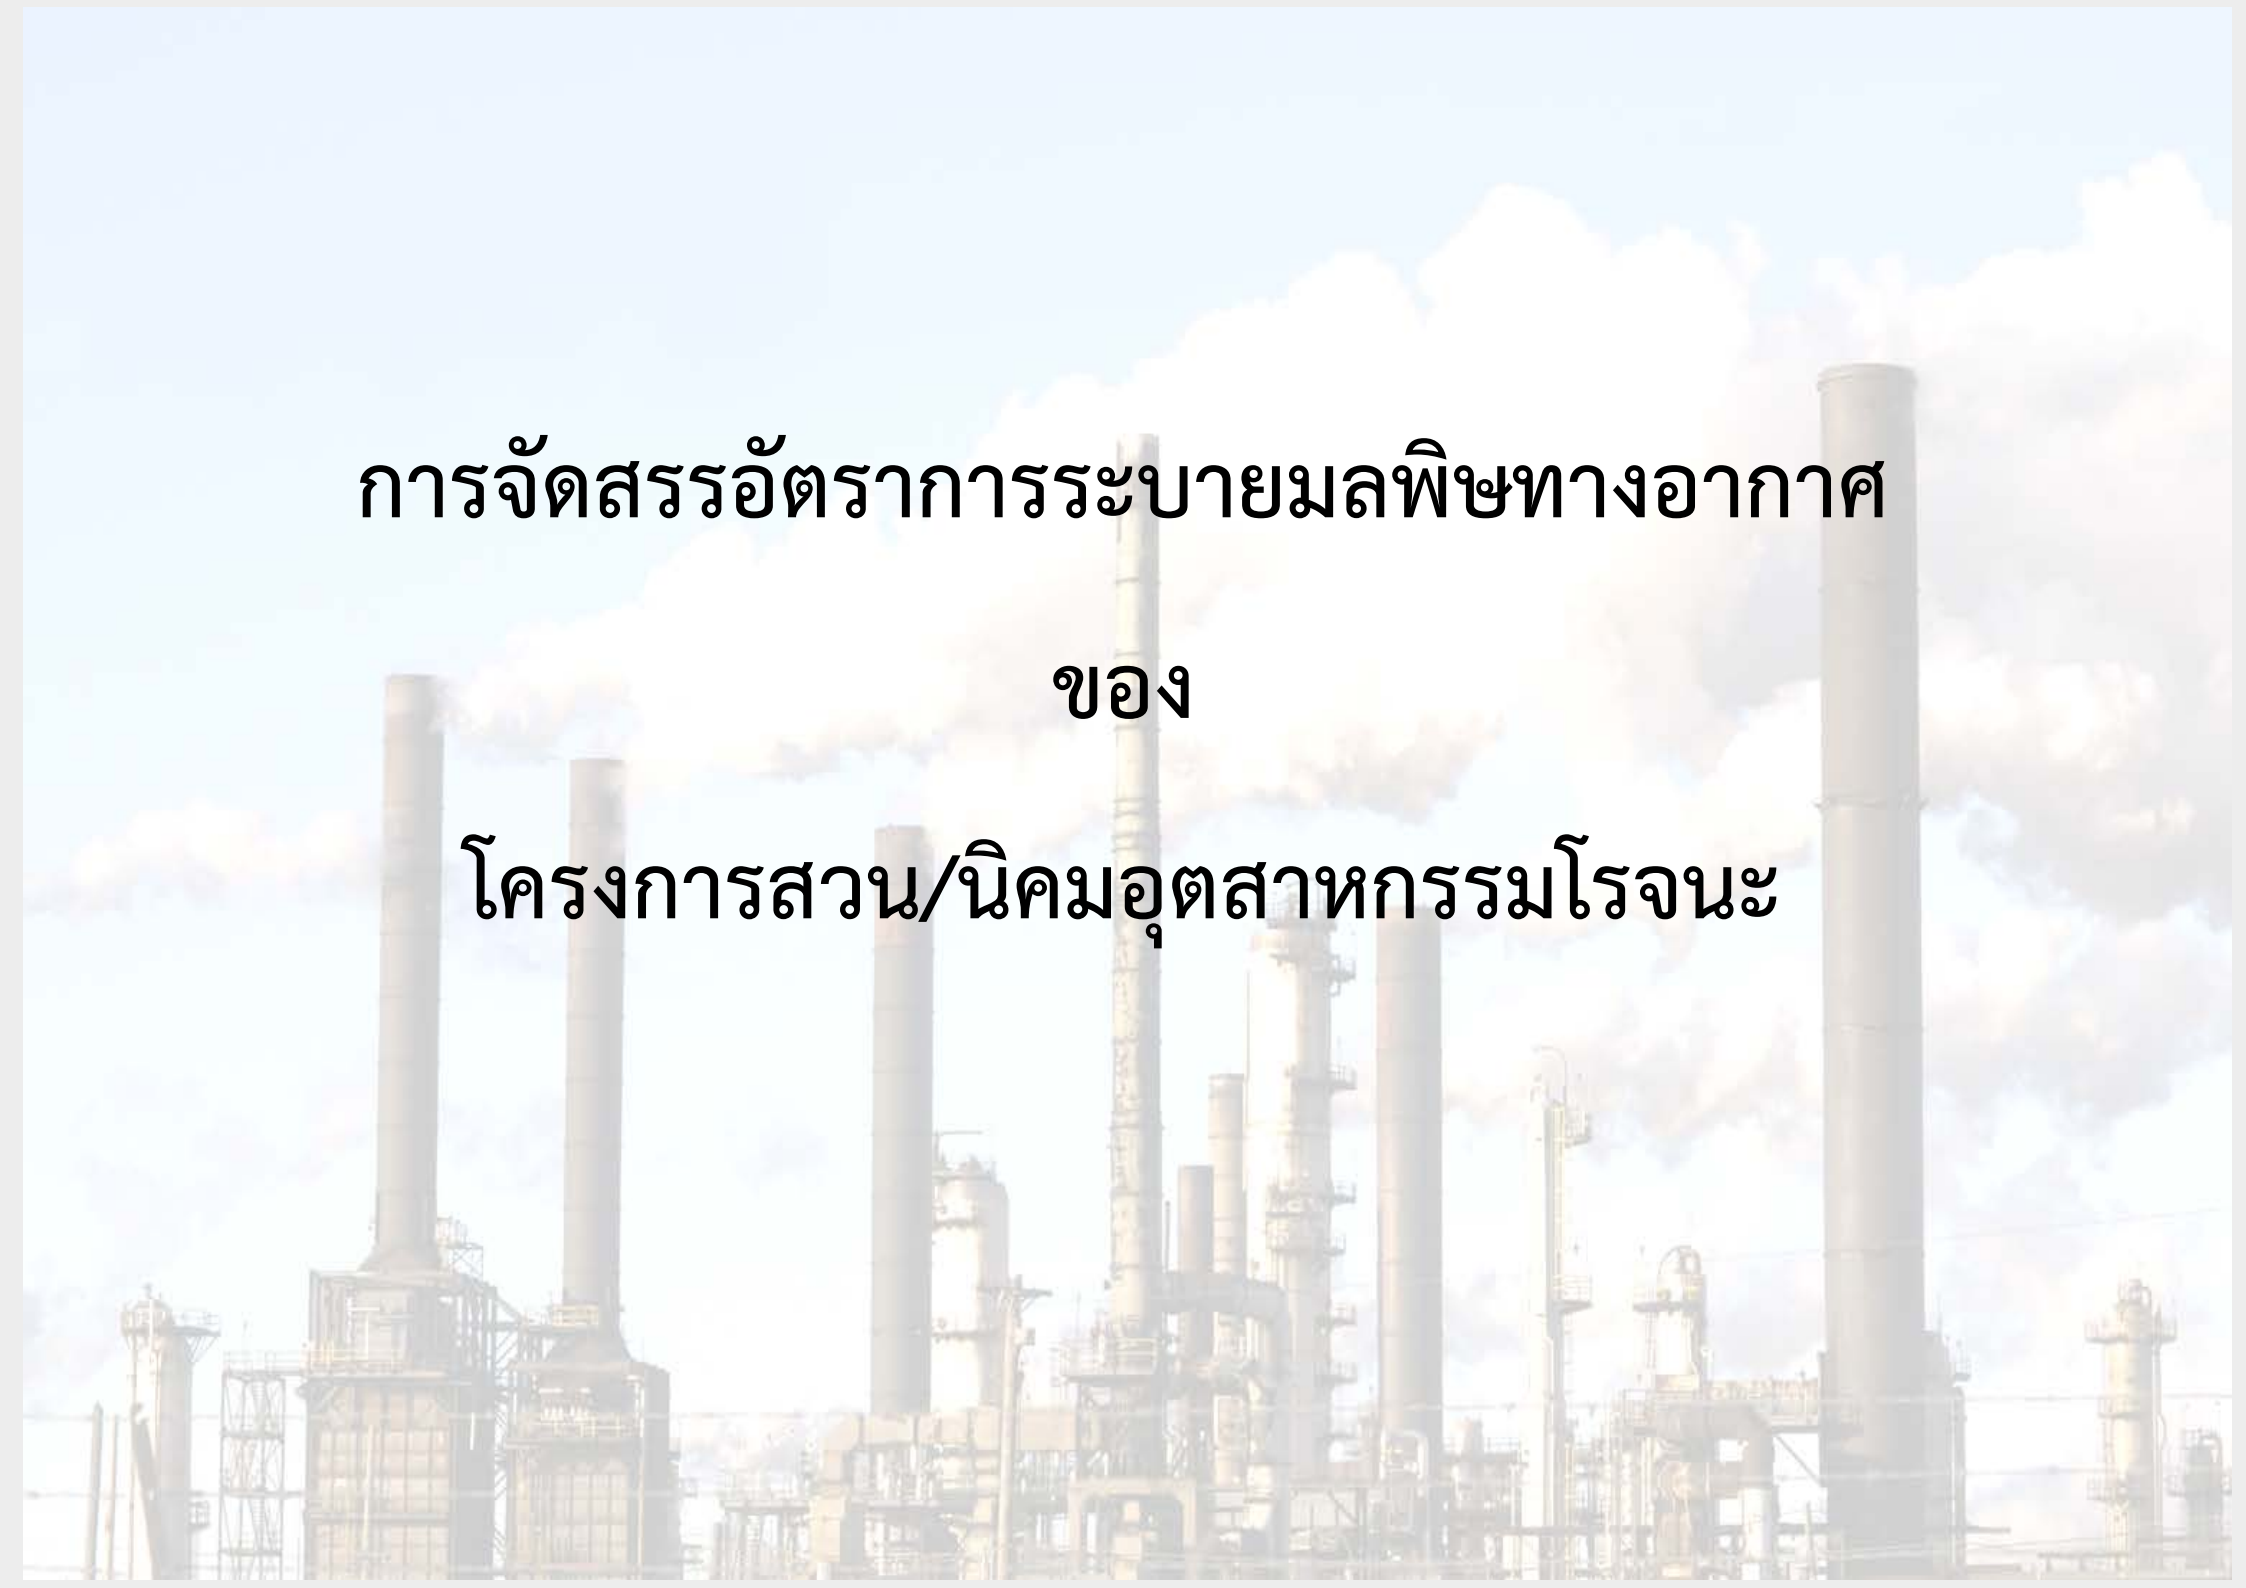 การจัดสรรอัตราการระบายมลพิษทางอากาศ
ของ
โครงการสวน/นิคมอุตสาหกรรมโรจนะ